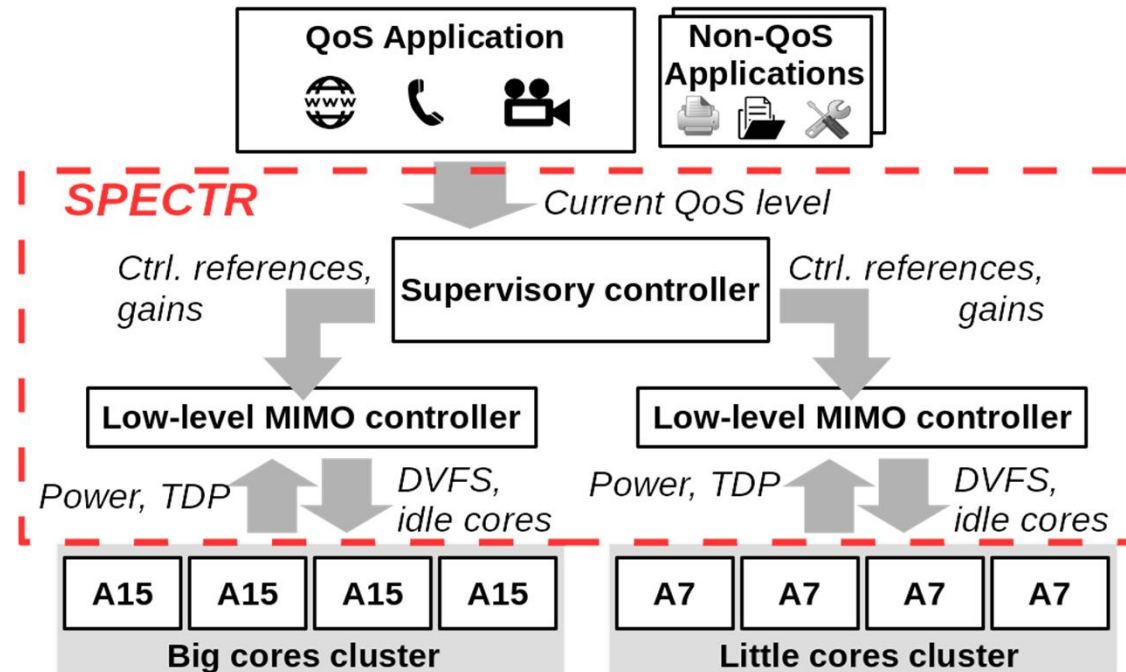 QoS Application
www
Non-QoS
Applications
SPECTR
Current QoS level
Ctrl. references,
gains
Supervisory controller
Ctrl. references,
gains
Low-level MIMO controller
Low-level MIMO controller
Power, TDP
DVFS,
idle cores
Power, TDP
DVFS,
idle cores
A15 A15 A15 A15
A7 A7 A7 A7
Big cores cluster
Little cores cluster